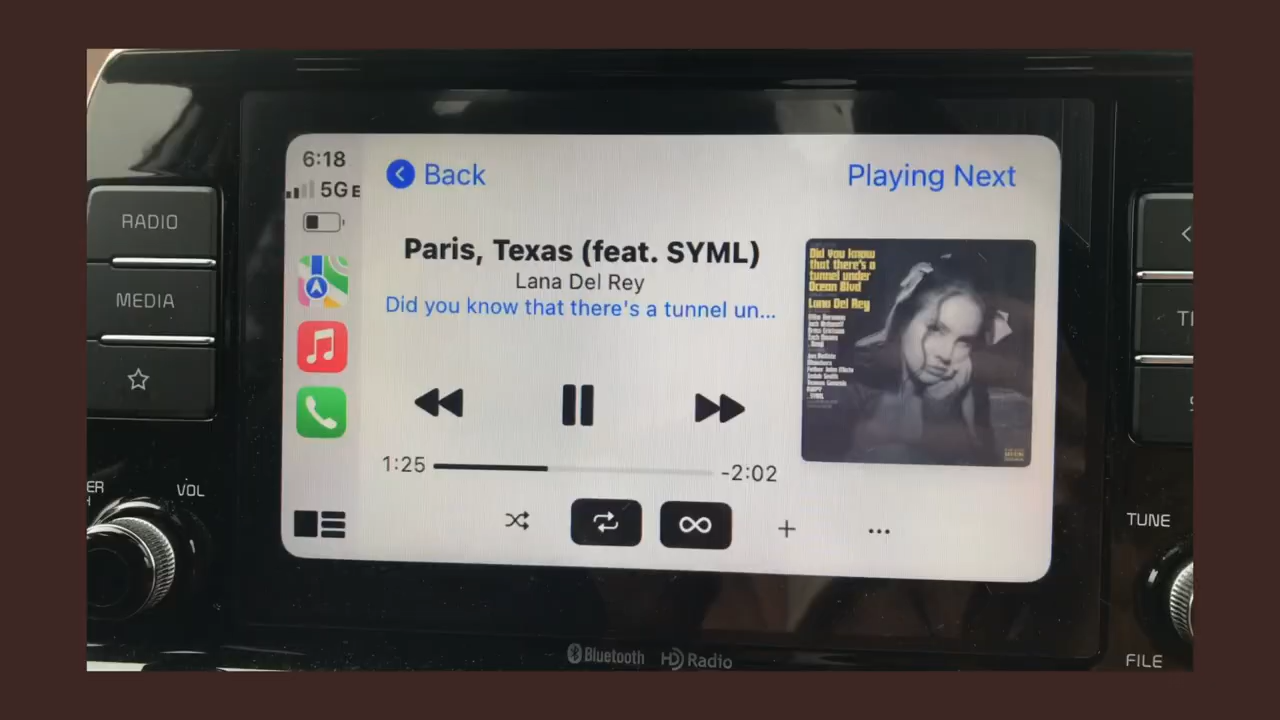 RADIO
MEDIA
VOL
6:18
5GE
Back
Playing Next
Paris, Texas (feat. SYML)
Lana Del Rey
Did you know that there's a tunnel un...
1:25
-2:02
Did you know
that there's a
tunnel under
Ocean Blvd
Lana Del Rey
Bluetooth
HD Radio
TUNE
FILE